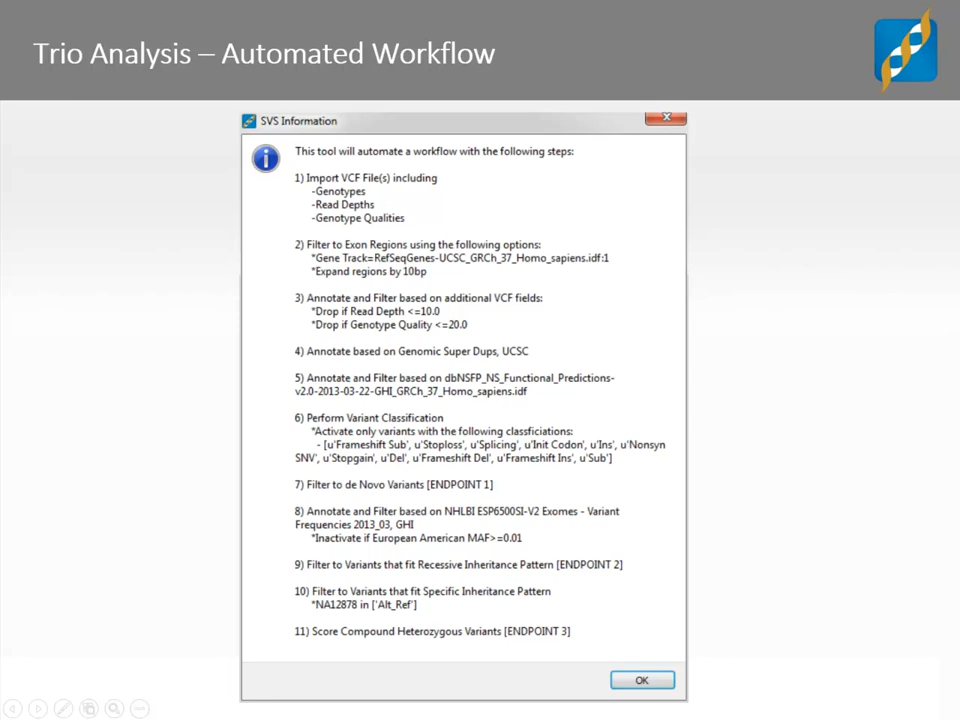 Trio Analysis – Automated Workflow
SVS Information
This tool will automate a workflow with the following steps:
1) Import VCF File(s) including
-Genotypes
-Read Depths
-Genotype Qualities
2) Filter to Exon Regions using the following options:
*Gene Track=RefSeqGenes-UCSC_GRCh_37_Homo_sapiens.idf:1
*Expand regions by 10bp
3) Annotate and Filter based on additional VCF fields:
*Drop if Read Depth <=10.0
*Drop if Genotype Quality <=20.0
4) Annotate based on Genomic Super Dups, UCSC
5) Annotate and Filter based on dbNSFP_NS_Functional_Predictions-
v2.0-2013-03-22-GHI_GRCh_37_Homo_sapiens.idf
6) Perform Variant Classification
*Activate only variants with the following classficiations:
- [u'Frameshift Sub', u'Stoploss', u'Splicing', u'Init Codon', u'Ins', u'Nonsyn
SNV', u'Stopgain', u'Del', u'Frameshift Del', u'Frameshift Ins', u'Sub']
7) Filter to de Novo Variants [ENDPOINT 1]
8) Annotate and Filter based on NHLBI ESP6500SI-V2 Exomes - Variant
Frequencies 2013_03, GHI
*Inactivate if European American MAF>=0.01
9) Filter to Variants that fit Recessive Inheritance Pattern [ENDPOINT 2]
10) Filter to Variants that fit Specific Inheritance Pattern
*NA12878 in ['Alt_Ref']
11) Score Compound Heterozygous Variants [ENDPOINT 3]
OK